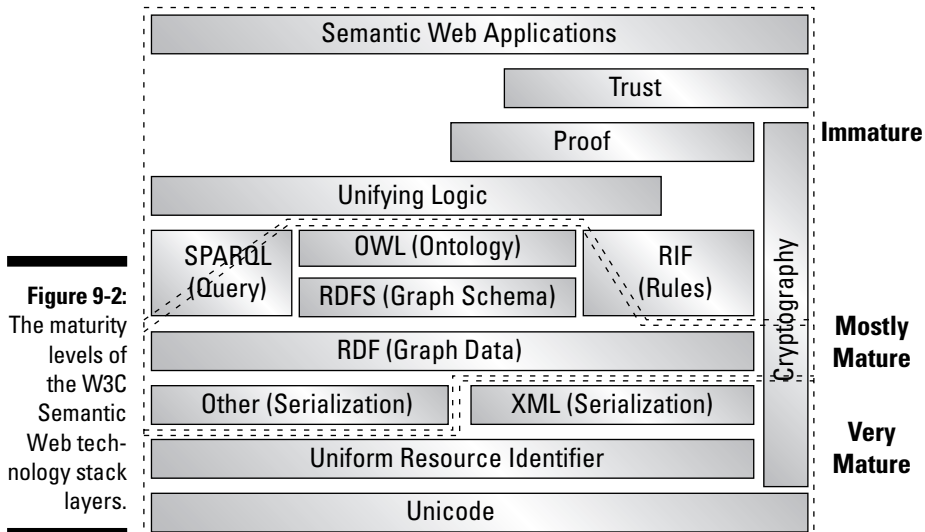 Semantic Web Applications
Trust
Proof
Immature
Unifying Logic
SPARQL
(Query)
OWL (Ontology)
RDFS (Graph Schema)
RIF
(Rules)
Cryptography
RDF (Graph Data)
Mostly
Mature
Other (Serialization)
XML (Serialization)
Very
Mature
Uniform Resource Identifier
Unicode
Figure 9-2:
The maturity
levels of
the W3C
Semantic
Web tech-
nology stack
layers.